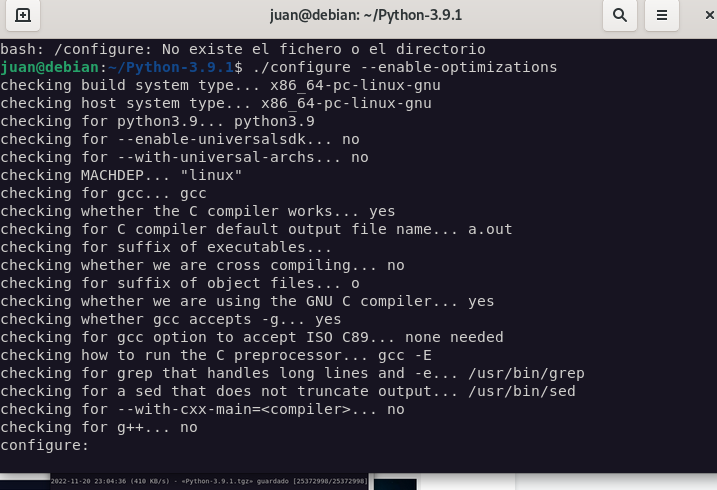 juan@debian: ~/Python-3.9.1
bash: /configure: No existe el fichero o el directorio
juan@debian:~/Python-3.9.1$ ./configure --enable-optimizations
checking build system type... x86_64-pc-linux-gnu
checking host system type... x86_64-pc-linux-gnu
checking for python3.9... python3.9
checking for --enable-universalsdk... no
checking for --with-universal-archs... no
checking MACHDEP... "linux"
checking for gcc... gcc
checking whether the C compiler works... yes
checking for C compiler default output file name... a.out
checking for suffix of executables...
checking whether we are cross compiling... no
checking for suffix of object files... o
checking whether we are using the GNU C compiler... yes
checking whether gcc accepts -g... yes
checking for gcc option to accept ISO C89... none needed
checking how to run the C preprocessor... gcc -E
checking for grep that handles long lines and -e... /usr/bin/grep
checking for a sed that does not truncate output... /usr/bin/sed
checking for --with-cxx-main=<compiler>... no
checking for g++... no
configure:
2022-11-20 23:04:36 (410 KB/s) - «Python-3.9.1.tgz» guardado [25372998/25372998]